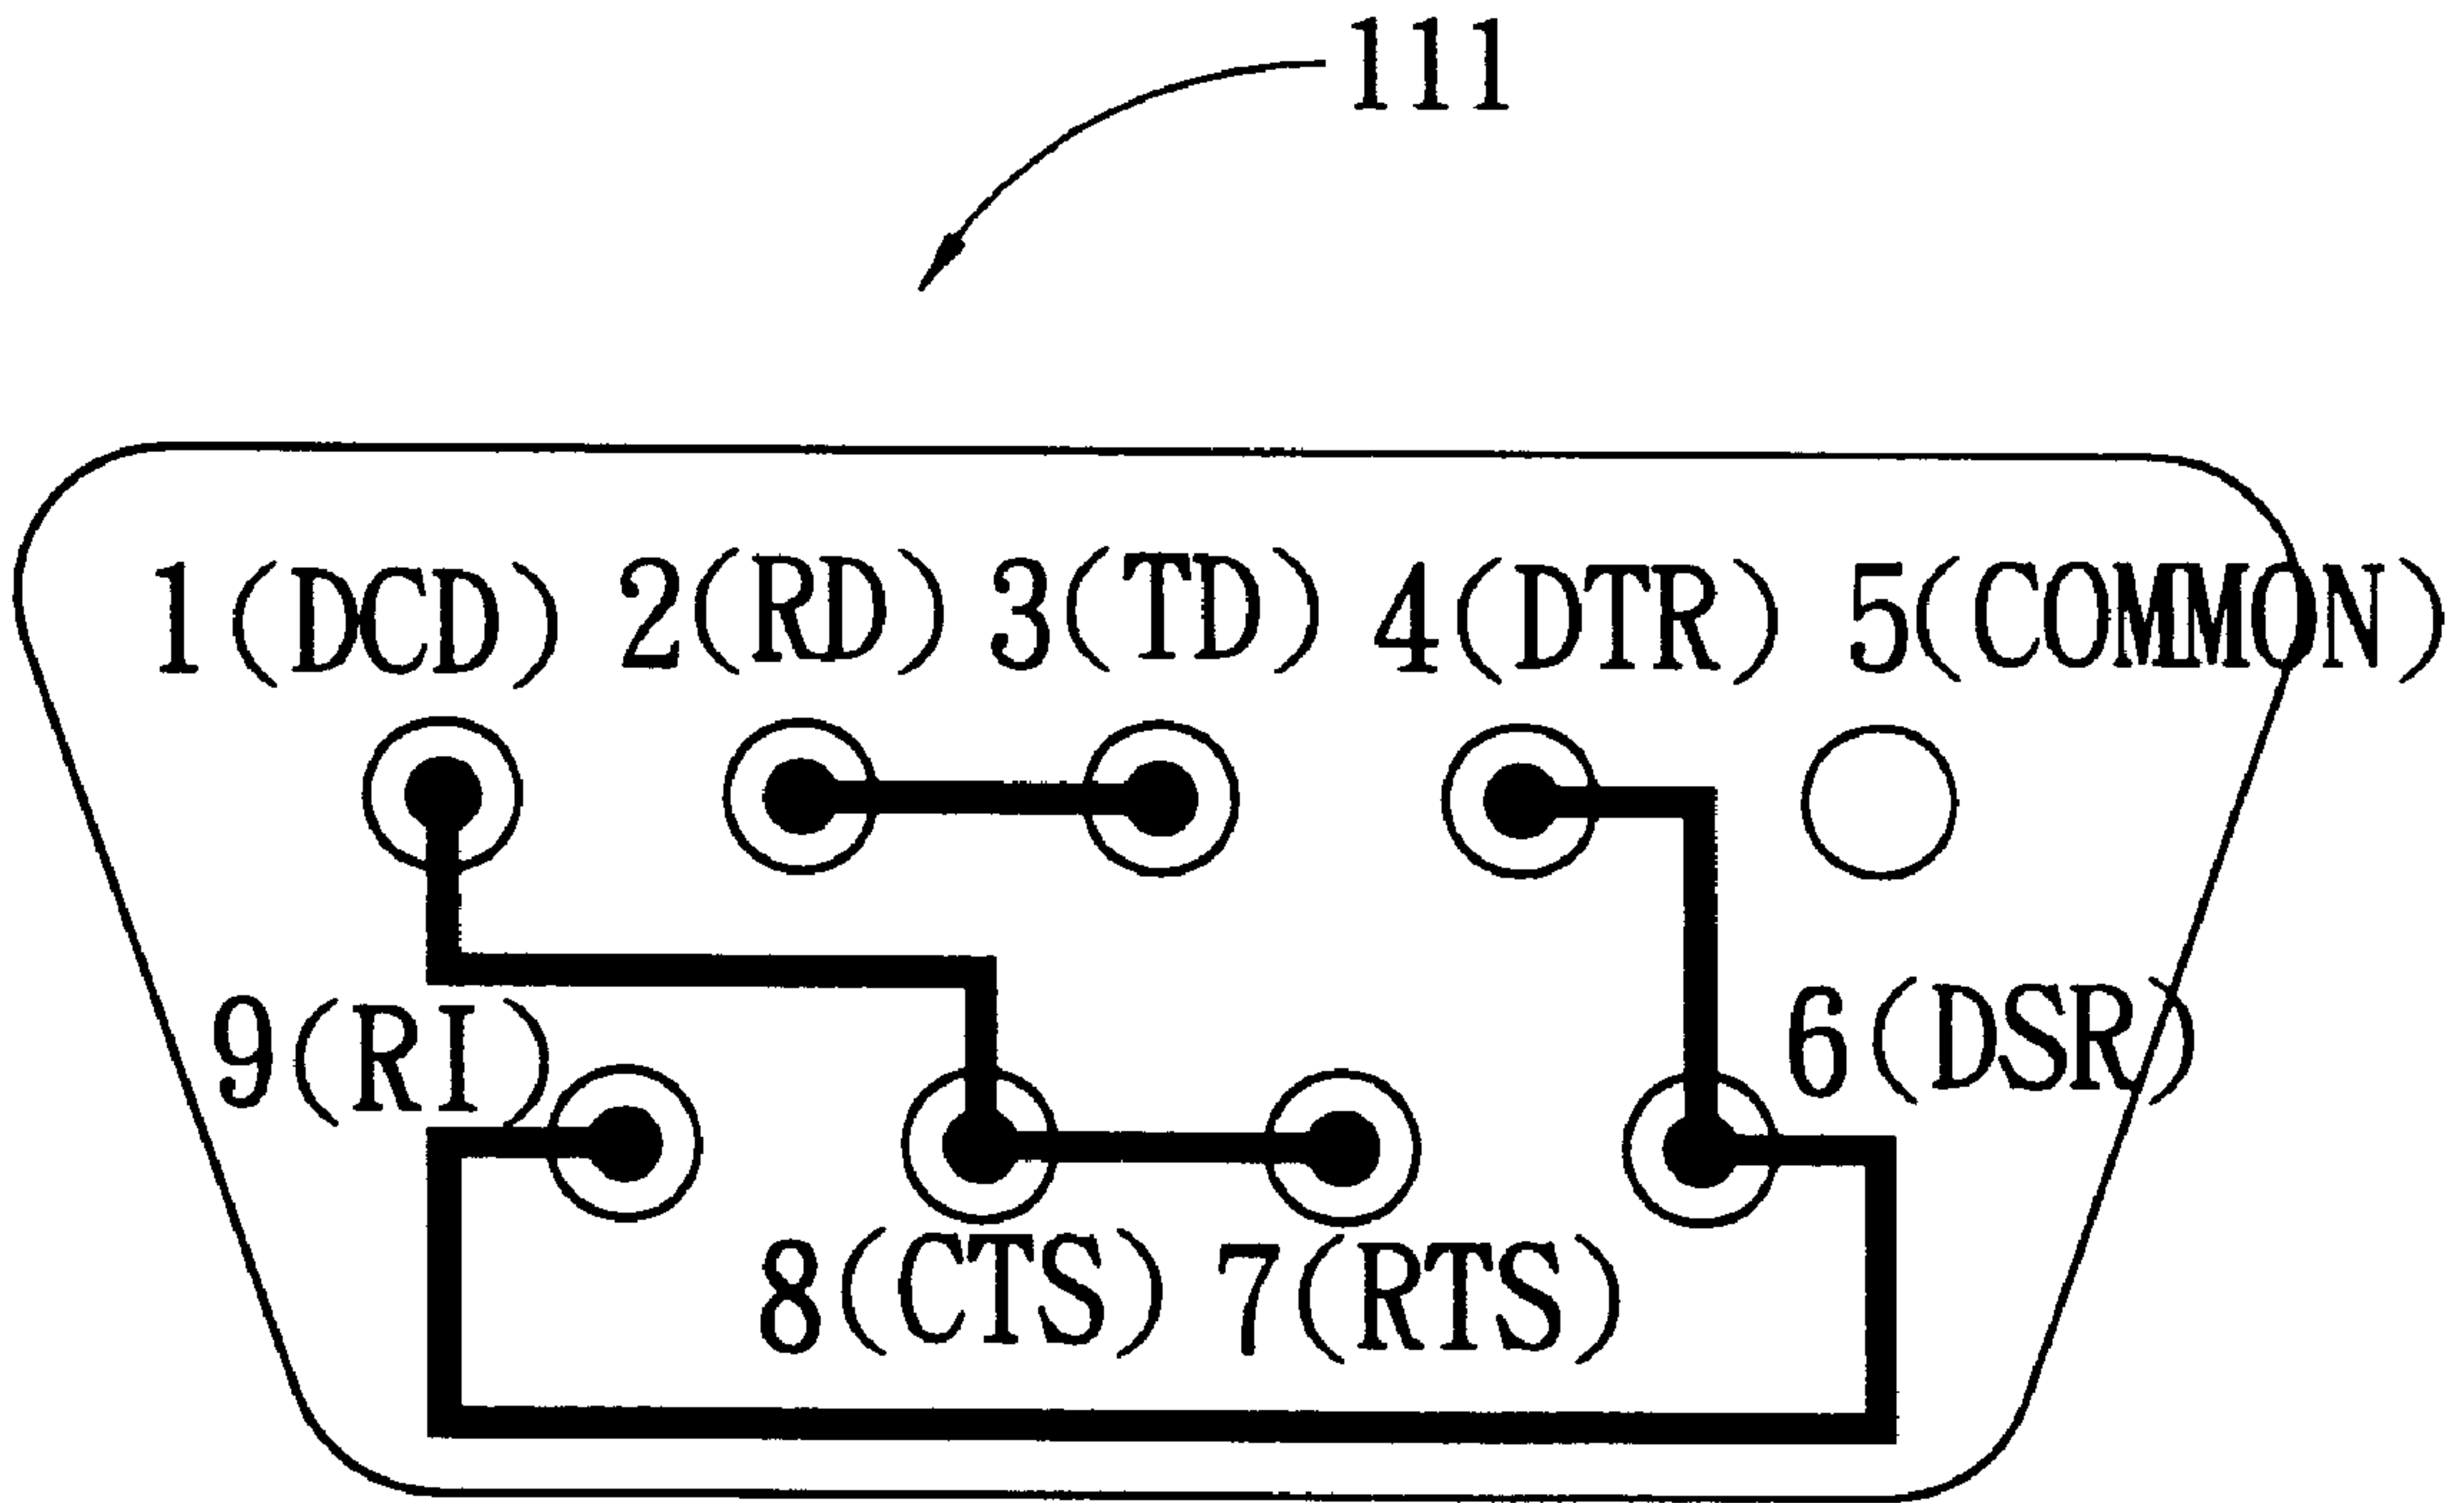 111
1(DCD) 2(RD) 3(TD) 4(DTR) 5(COMMON)
9(RI) 6(DSR)
8(CTS) 7(RTS)